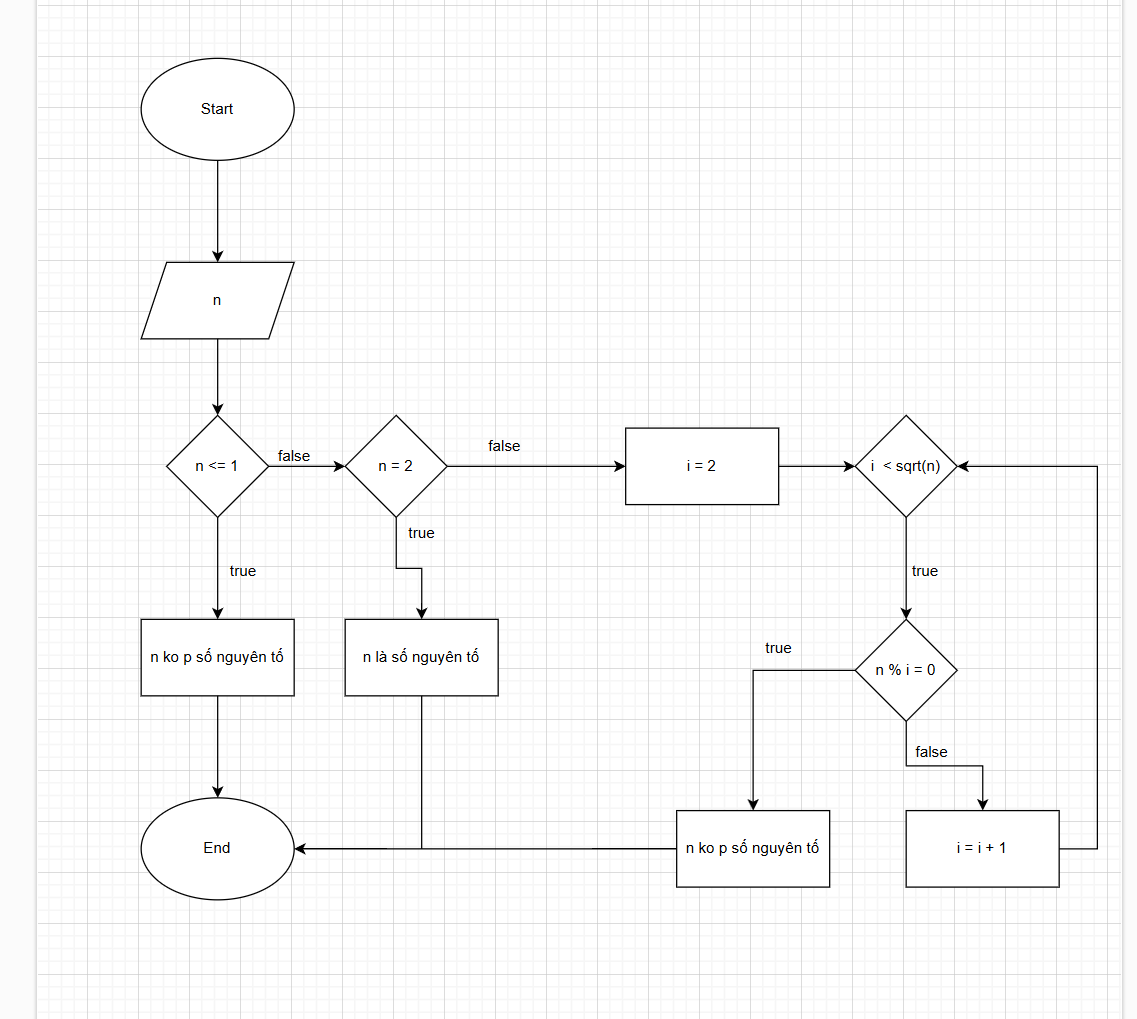 Start
n
n <= 1
false
n = 2
false
i = 2
i  < sqrt(n)
true
true
true
n ko p số nguyên tố
n là số nguyên tố
true
n % i = 0
false
End
n ko p số nguyên tố
i = i + 1